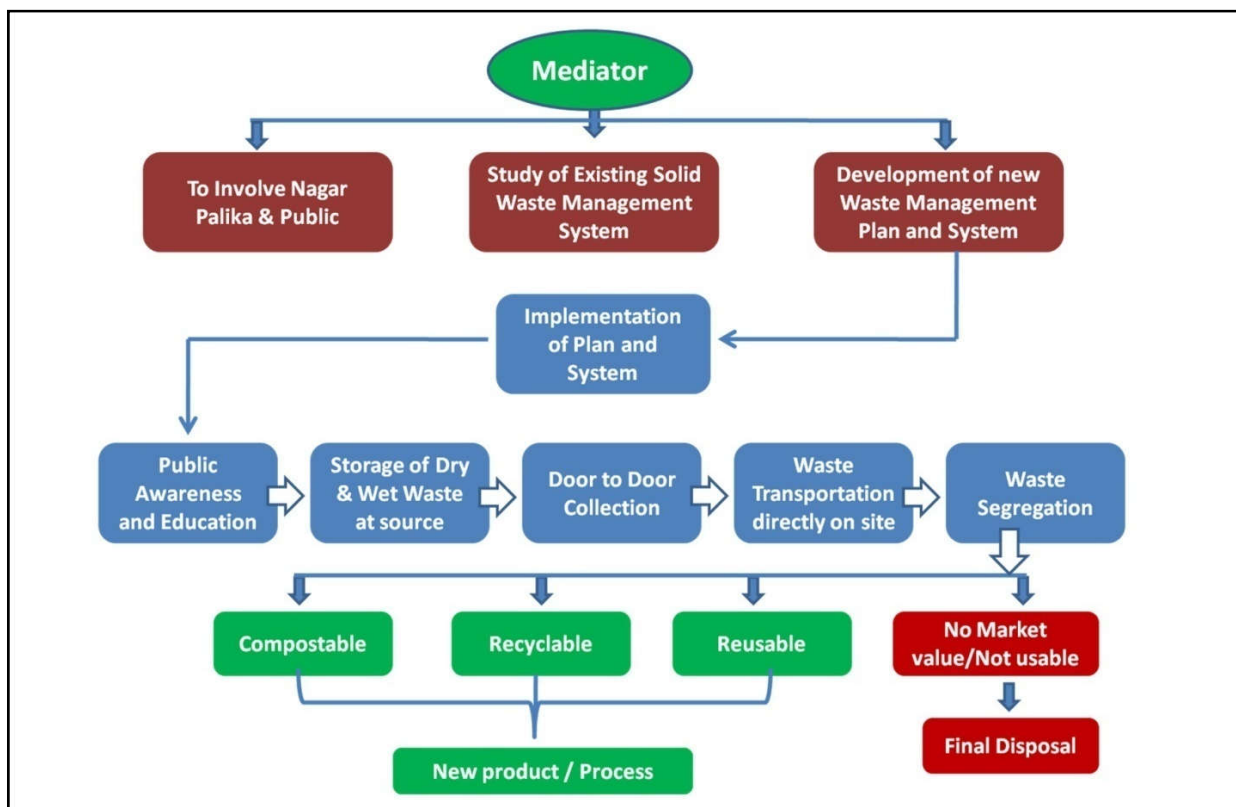 Mediator
To Involve Nagar
Palika & Public
Study of Existing Solid
Waste Management
System
Development of new
Waste Management
Plan and System
Implementation
of Plan and
System
Public
Awareness
and Education
Storage of Dry
& Wet Waste
at source
Door to Door
Collection
Waste
Transportation
directly on site
Waste
Segregation
Compostable
Recyclable
Reusable
No Market
value/Not usable
New product / Process
Final Disposal